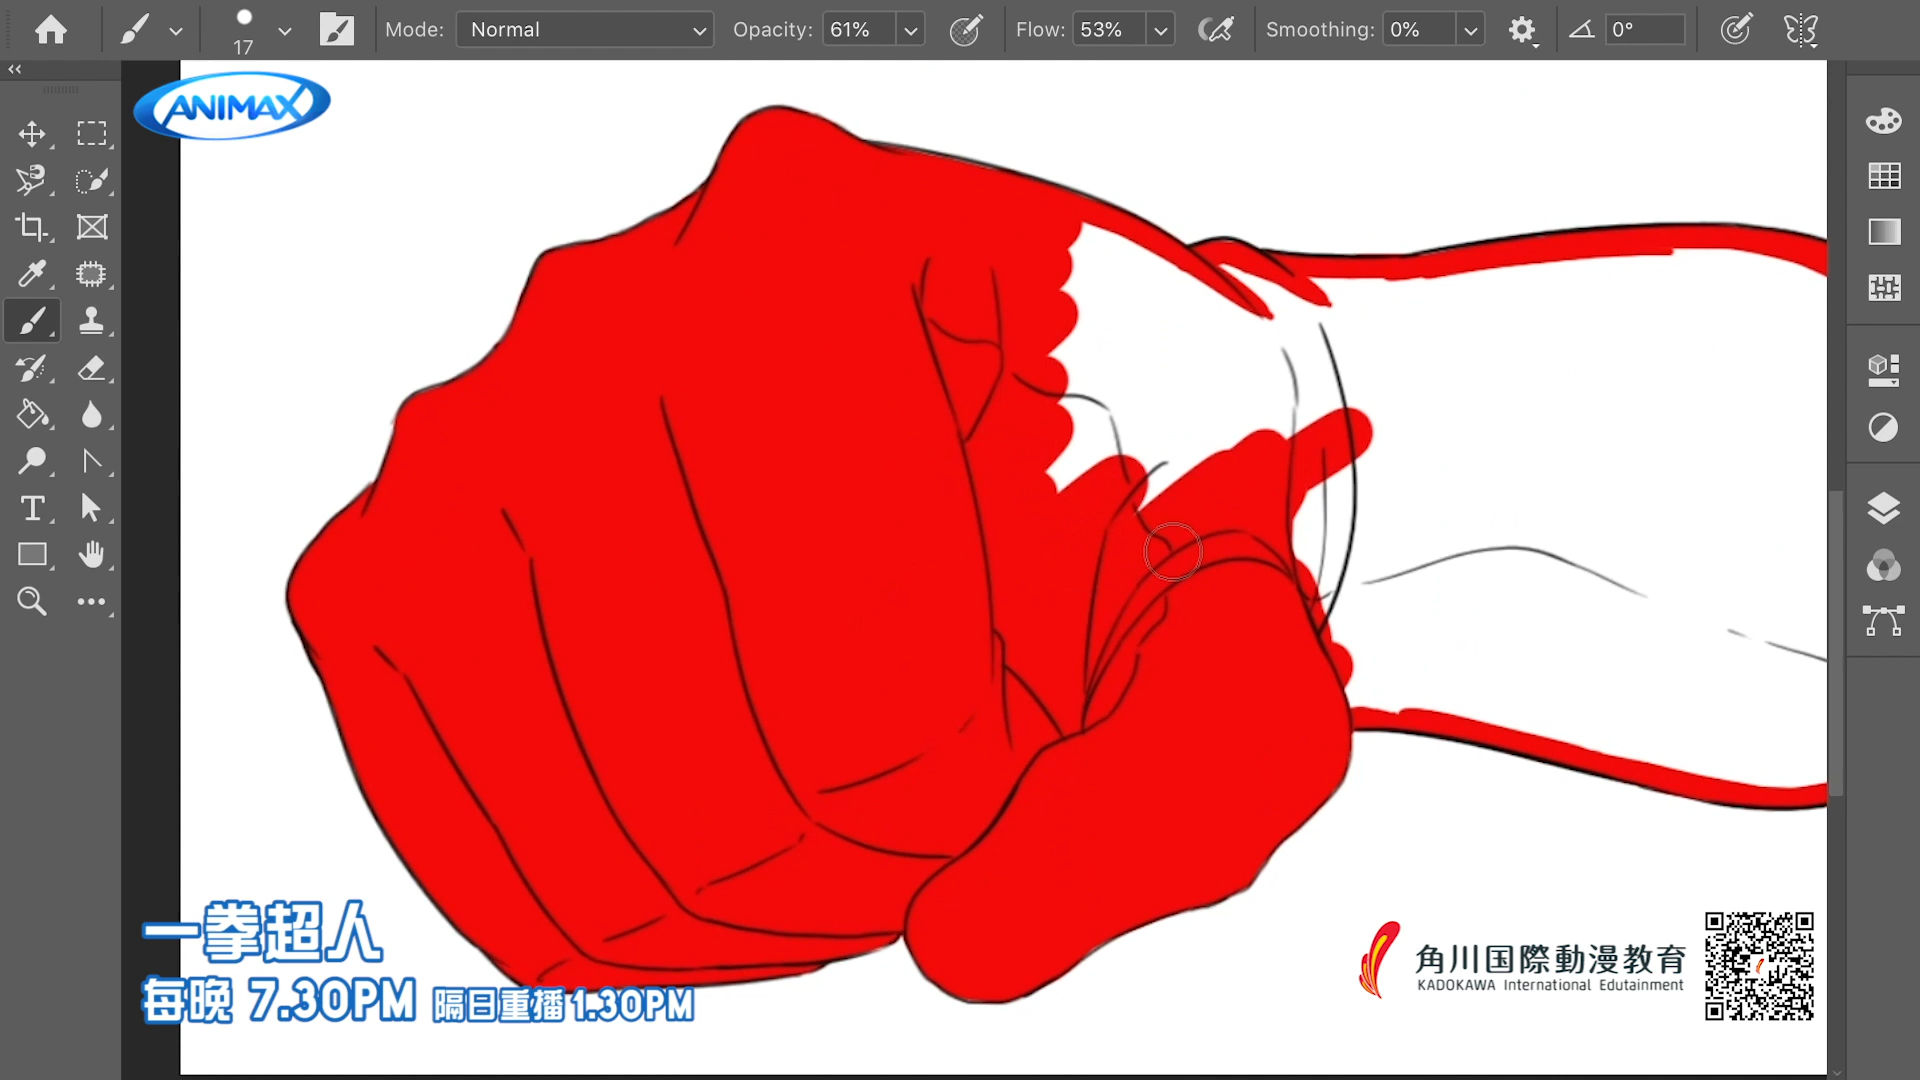 17
Mode: Normal
Opacity: 61%
Flow: 53%
Smoothing: 0%
0°
ANIMAX
一拳超人
每晚 7.30PM 隔日重播 1.30PM
角川国際動漫教育
KADOKAWA International Edutainment